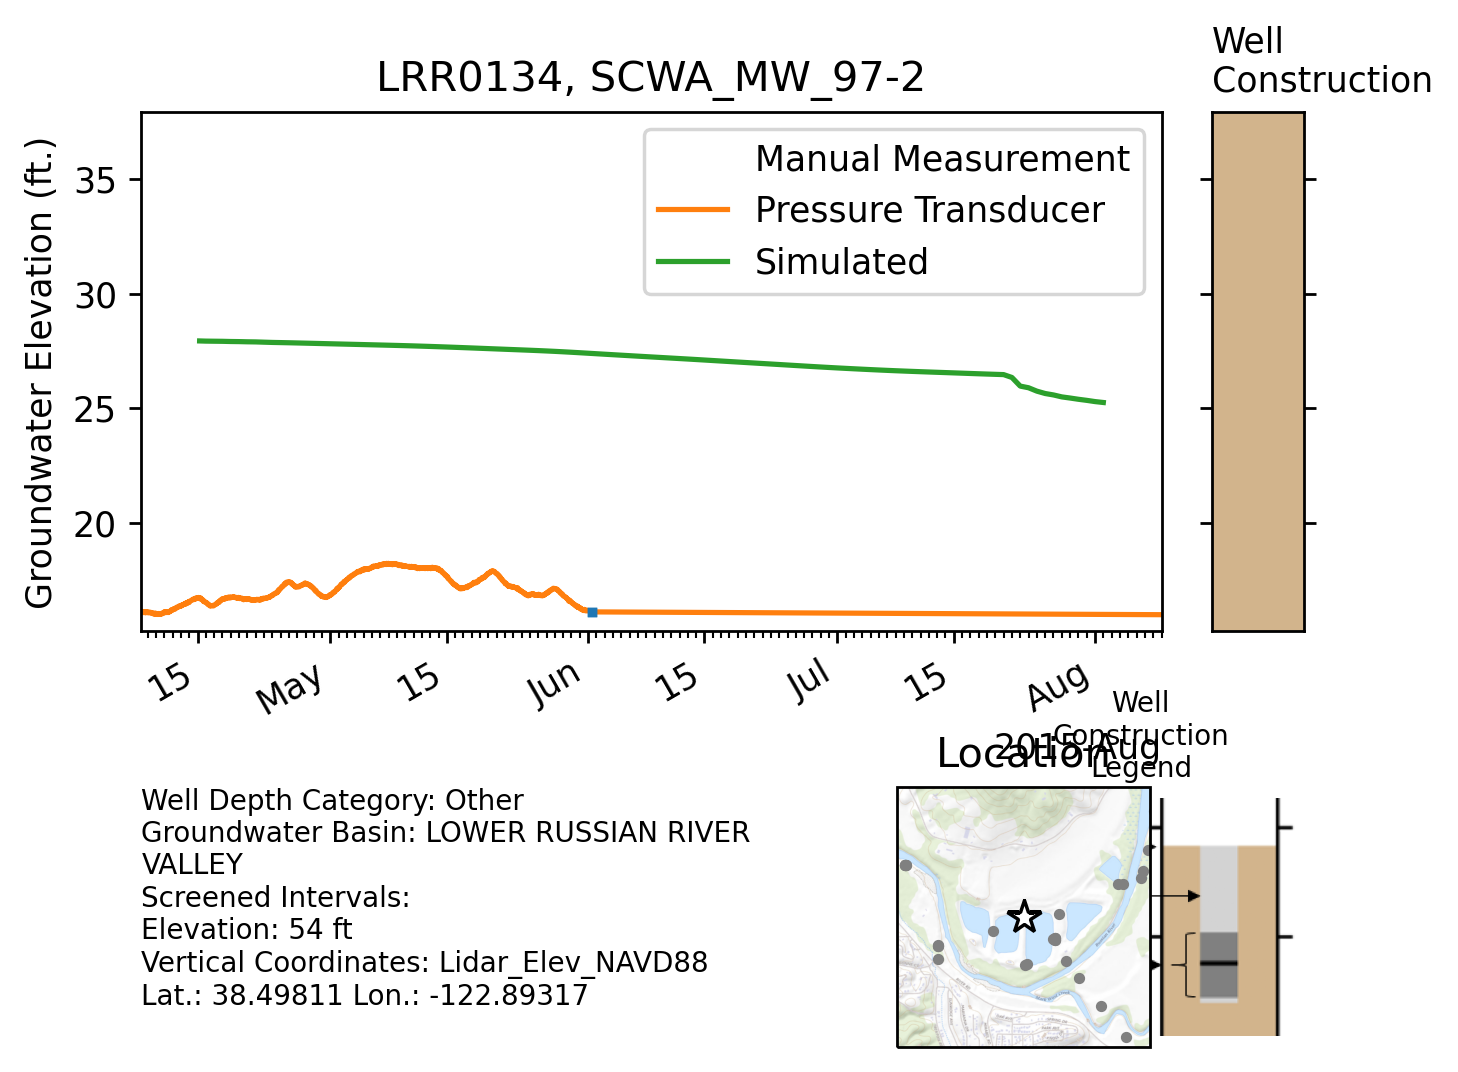 Well
Construction
LRR0134, SCWA_MW_97-2
Groundwater Elevation (ft.)
35
30
25
20
Manual Measurement
Pressure Transducer
Simulated
15
May
15
Jun
15
Jul
15
Aug
2015-Aug
Location
Well
Construction
Legend
Well Depth Category: Other
Groundwater Basin: LOWER RUSSIAN RIVER
VALLEY
Screened Intervals:
Elevation: 54 ft
Vertical Coordinates: Lidar_Elev_NAVD88
Lat.: 38.49811 Lon.: -122.89317